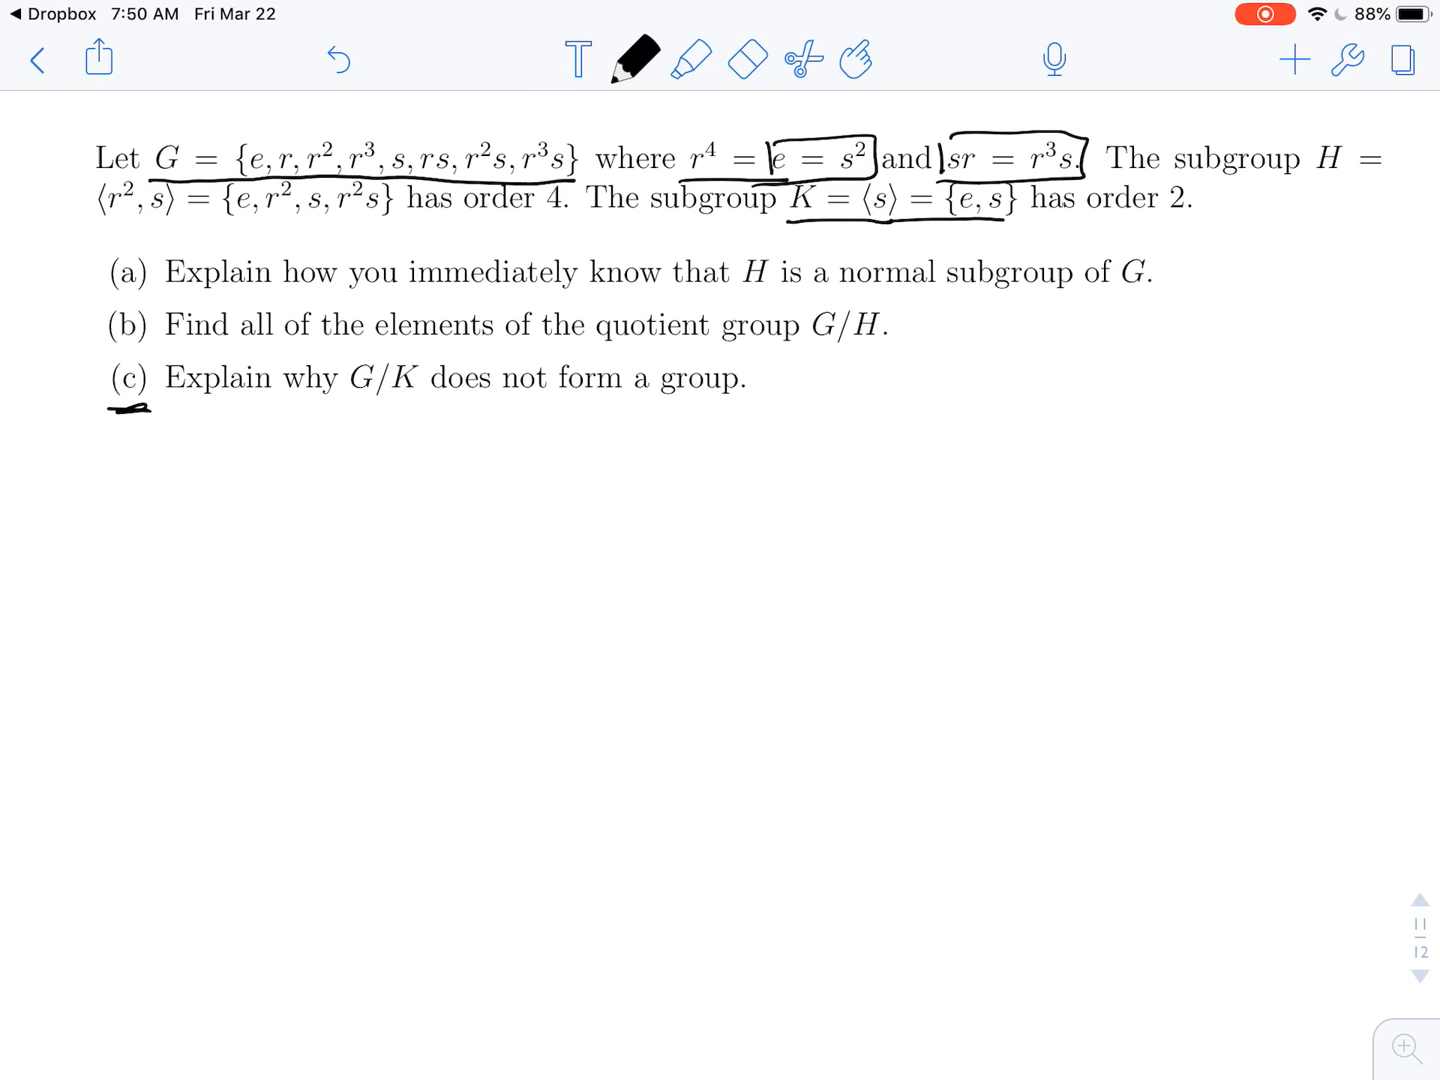 ◀ Dropbox 7:50 AM Fri Mar 22 88%
T
Let G = {e, r, r², r³, s, rs, r²s, r³s} where r⁴ = e = s² and sr = r³s. The subgroup H =
⟨r², s⟩ = {e, r², s, r²s} has order 4. The subgroup K = ⟨s⟩ = {e, s} has order 2.
(a) Explain how you immediately know that H is a normal subgroup of G.
(b) Find all of the elements of the quotient group G/H.
(c) Explain why G/K does not form a group.
11
12